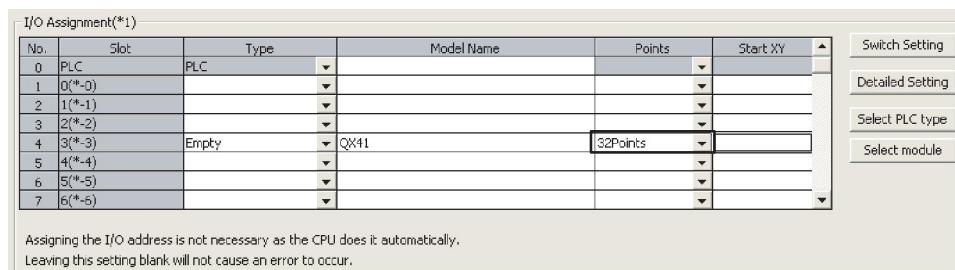 I/O Assignment(*1)
No. Slot Type Model Name Points Start XY
0 PLC PLC
1 0(*-0)
2 1(*-1)
3 2(*-2)
4 3(*-3) Empty QX41 32Points
5 4(*-4)
6 5(*-5)
7 6(*-6)
Switch Setting
Detailed Setting
Select PLC type
Select module
Assigning the I/O address is not necessary as the CPU does it automatically.
Leaving this setting blank will not cause an error to occur.